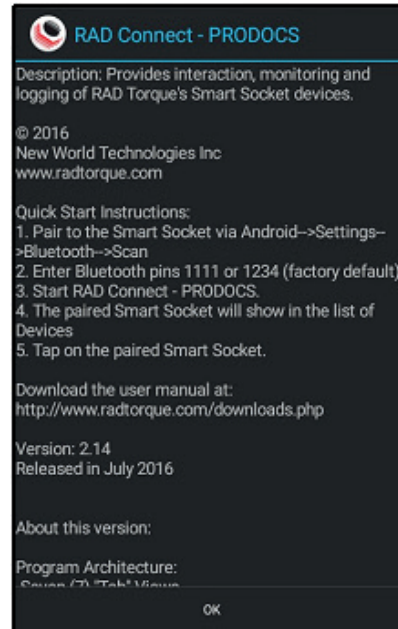 RAD Connect - PRODOCS
Description: Provides interaction, monitoring and
logging of RAD Torque's Smart Socket devices.
© 2016
New World Technologies Inc
www.radtorque.com
Quick Start Instructions:
1. Pair to the Smart Socket via Android-->Settings--
>Bluetooth-->Scan
2. Enter Bluetooth pins 1111 or 1234 (factory default)
3. Start RAD Connect - PRODOCS.
4. The paired Smart Socket will show in the list of
Devices
5. Tap on the paired Smart Socket.
Download the user manual at:
http://www.radtorque.com/downloads.php
Version: 2.14
Released in July 2016
About this version:
Program Architecture:
-Seven (7) "Tab" Views
OK